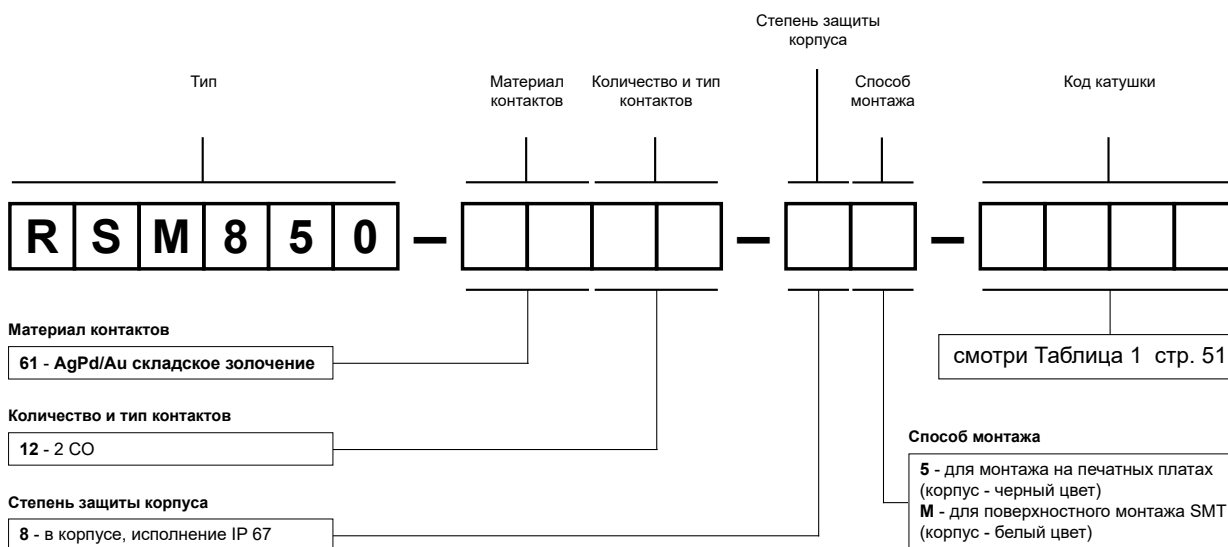 Степень защиты
корпуса
Тип
Материал
контактов
Количество и тип
контактов
Способ
монтажа
Код катушки
RSM850 – –  –
Материал контактов
61 - AgPd/Au складское золочение
смотри Таблица 1 стр. 51
Количество и тип контактов
12 - 2 CO
Способ монтажа
5 - для монтажа на печатных платах
(корпус - черный цвет)
M - для поверхностного монтажа SMT
(корпус - белый цвет)
Степень защиты корпуса
8 - в корпусе, исполнение IP 67